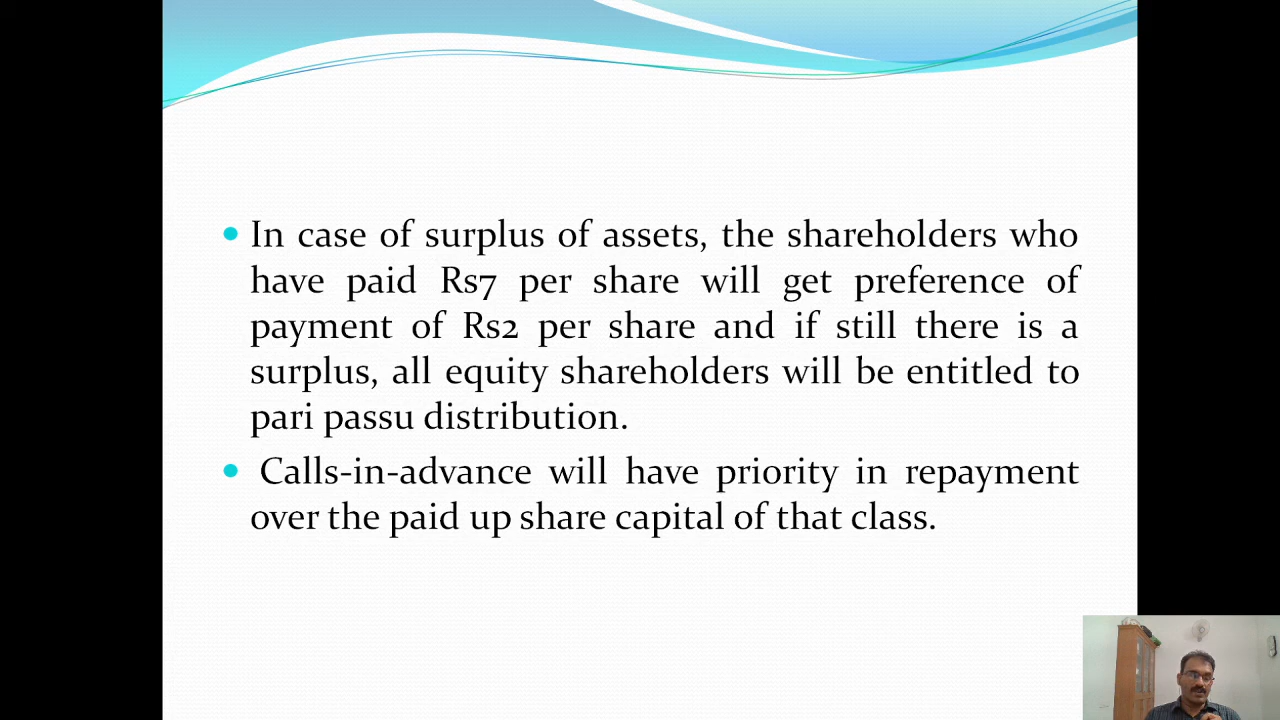 In case of surplus of assets, the shareholders who
have paid Rs7 per share will get preference of
payment of Rs2 per share and if still there is a
surplus, all equity shareholders will be entitled to
pari passu distribution.
Calls-in-advance will have priority in repayment
over the paid up share capital of that class.